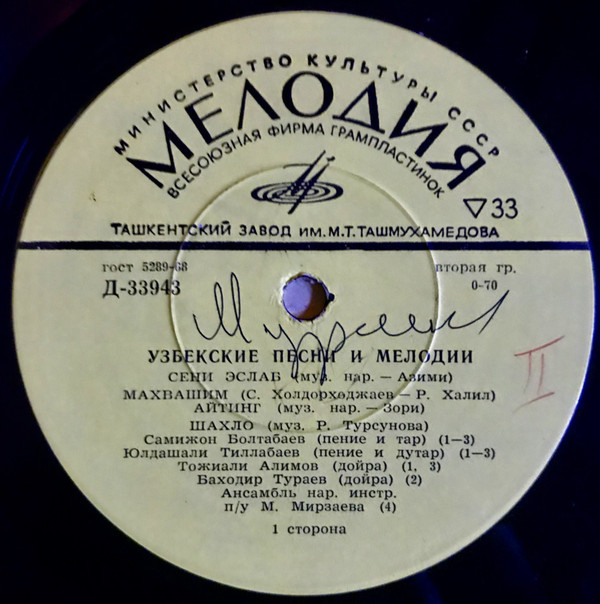 МИНИСТЕРСТВО КУЛЬТУРЫ СССР
МЕЛОДИЯ
ВСЕСОЮЗНАЯ ФИРМА ГРАМПЛАСТИНОК
▽33
ТАШКЕНТСКИЙ ЗАВОД ИМ. М.Т. ТАШМУХАМЕДОВА
гост 5289-68
вторая гр.
Д-33943
0-70
УЗБЕКСКИЕ ПЕСНИ И МЕЛОДИИ
II
СЕНИ ЭСЛАБ (муз. нар. — Азими)
МАХВАШИМ (С. Холдорходжаев — Р. Халил)
АЙТИНГ (муз. нар. — Зори)
ШАХЛО (муз. Р. Турсунова)
Самижон Болтабаев (пение и тар) (1—3)
Юлдашали Тиллабаев (пение и дутар) (1—3)
Тожиали Алимов (дойра) (1, 3)
Баходир Тураев (дойра) (2)
Ансамбль нар. инстр.
п/у М. Мирзаева (4)
1 сторона